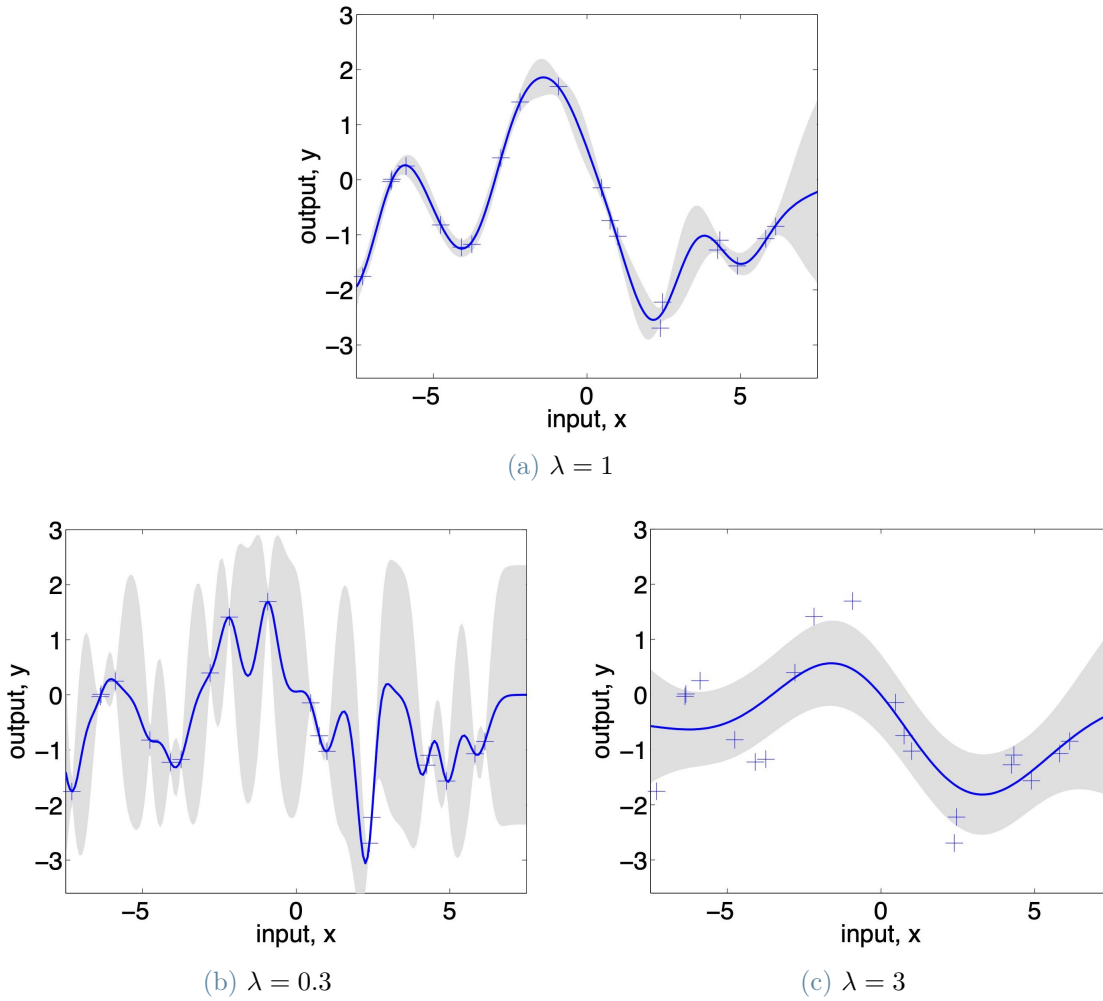 3
2
1
0
−1
−2
−3
output, y
−5 0 5
input, x
(a) λ = 1
3
2
1
0
−1
−2
−3
output, y
−5 0 5
input, x
(b) λ = 0.3
3
2
1
0
−1
−2
−3
output, y
−5 0 5
input, x
(c) λ = 3